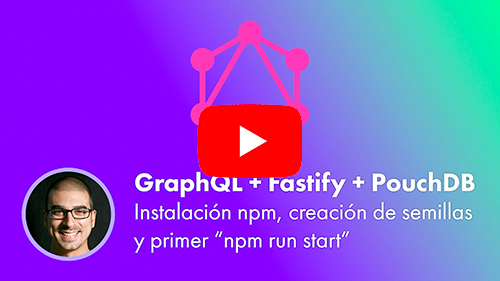 GraphQL + Fastify + PouchDB
Instalación npm, creación de semillas
y primer “npm run start”